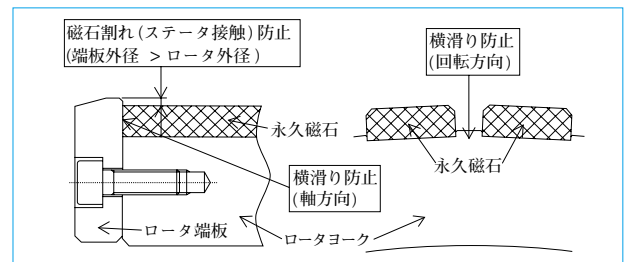 磁石割れ(ステータ接触)防止
(端板外径 > ロータ外径)
横滑り防止
(回転方向)
永久磁石
永久磁石
横滑り防止
(軸方向)
ロータ端板
ロータヨーク